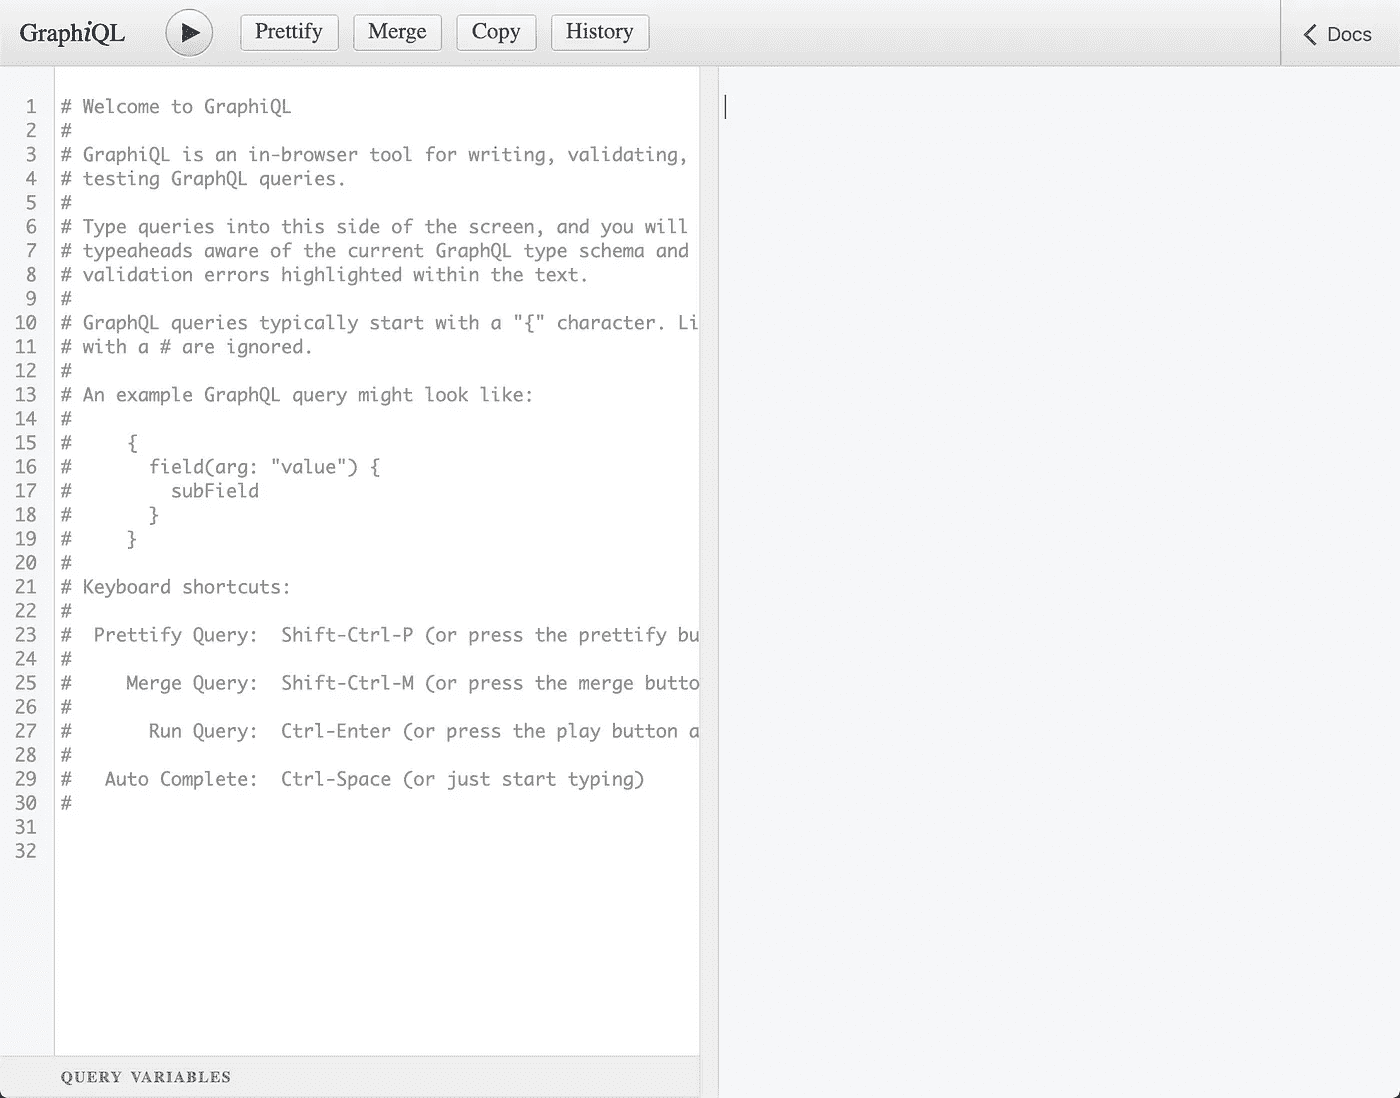 GraphiQL Prettify Merge Copy History Docs
1 # Welcome to GraphiQL
2 #
3 # GraphiQL is an in-browser tool for writing, validating,
4 # testing GraphQL queries.
5 #
6 # Type queries into this side of the screen, and you will
7 # typeaheads aware of the current GraphQL type schema and
8 # validation errors highlighted within the text.
9 #
10 # GraphQL queries typically start with a "{" character. Li
11 # with a # are ignored.
12 #
13 # An example GraphQL query might look like:
14 #
15 #     {
16 #       field(arg: "value") {
17 #         subField
18 #       }
19 #     }
20 #
21 # Keyboard shortcuts:
22 #
23 #  Prettify Query:  Shift-Ctrl-P (or press the prettify bu
24 #
25 #     Merge Query:  Shift-Ctrl-M (or press the merge butto
26 #
27 #       Run Query:  Ctrl-Enter (or press the play button a
28 #
29 #   Auto Complete:  Ctrl-Space (or just start typing)
30 #
31
32
QUERY VARIABLES